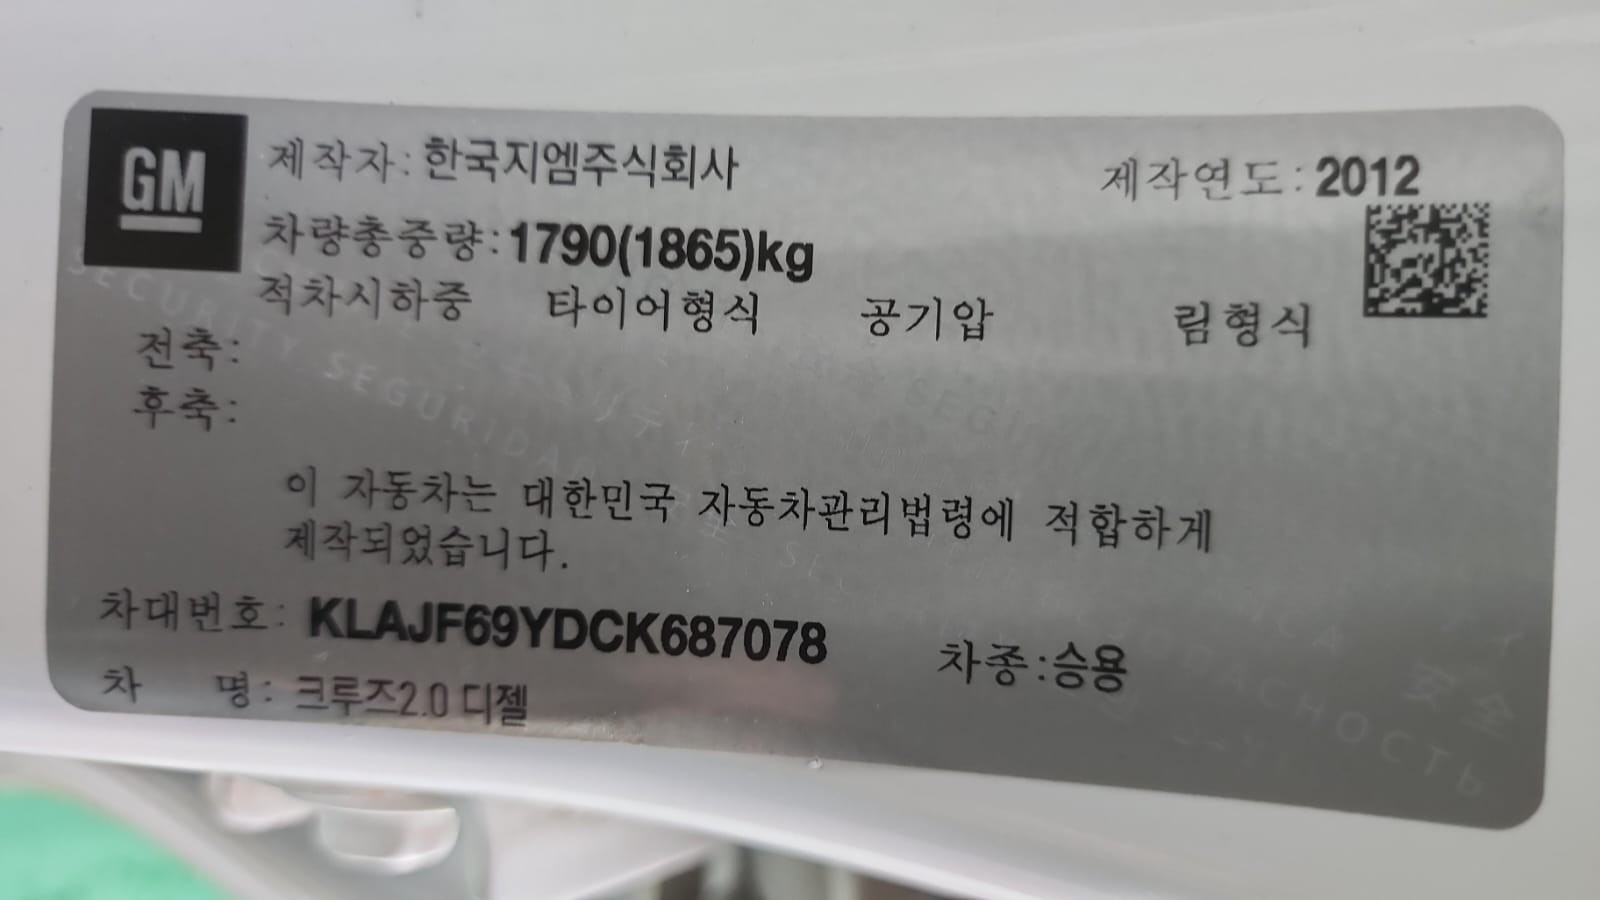 GM
제작자: 한국지엠주식회사 제작연도: 2012
차량총중량: 1790(1865)kg
적차시하중 타이어형식 공기압 림형식
전축:
후축:
이 자동차는 대한민국 자동차관리법령에 적합하게
제작되었습니다.
차대번호: KLAJF69YDCK687078 차종:승용
차 명: 크루즈2.0 디젤
SECURITY SEGURIDAD